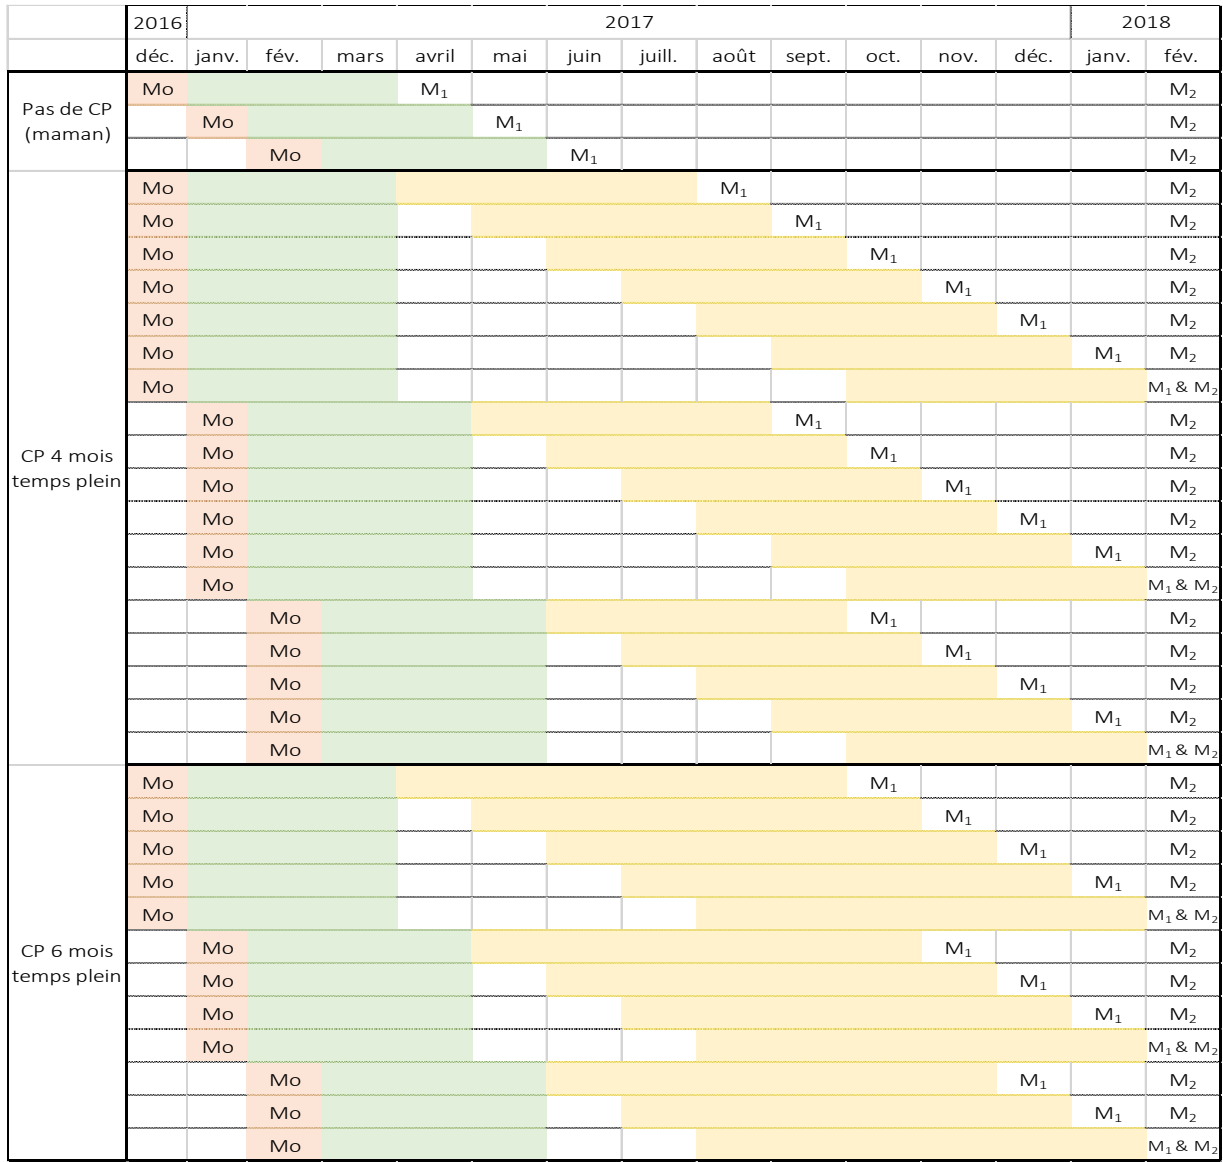 2016 2017 2018
déc. janv. fév. mars avril mai juin juill. août sept. oct. nov. déc. janv. fév.
Pas de CP
(maman)
Mo M₁ M₂
Mo M₁ M₂
Mo M₁ M₂
CP 4 mois
temps plein
Mo M₁ M₂
Mo M₁ M₂
Mo M₁ M₂
Mo M₁ M₂
Mo M₁ M₂
Mo M₁ M₂
Mo M₁ & M₂
Mo M₁ M₂
Mo M₁ M₂
Mo M₁ M₂
Mo M₁ M₂
Mo M₁ M₂
Mo M₁ & M₂
Mo M₁ M₂
Mo M₁ M₂
Mo M₁ M₂
Mo M₁ M₂
Mo M₁ & M₂
CP 6 mois
temps plein
Mo M₁ M₂
Mo M₁ M₂
Mo M₁ M₂
Mo M₁ M₂
Mo M₁ & M₂
Mo M₁ M₂
Mo M₁ M₂
Mo M₁ M₂
Mo M₁ & M₂
Mo M₁ M₂
Mo M₁ M₂
Mo M₁ & M₂